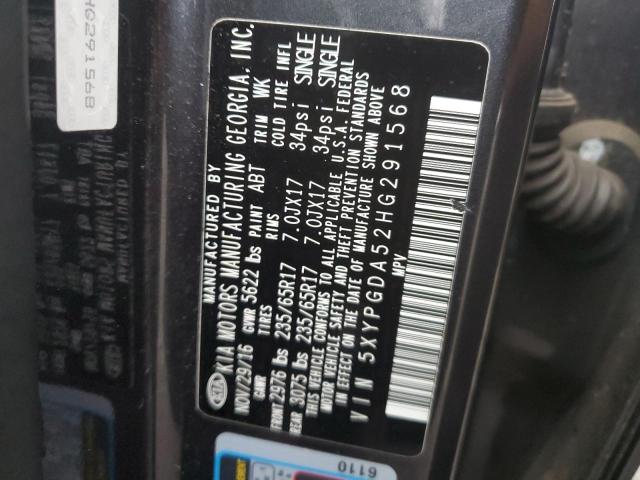 MANUFACTURED BY
KIA KIA MOTORS MANUFACTURING GEORGIA, INC.
NOV/29/16 GVWR 5622 lbs PAINT ABT TRIM WK
GAWR TIRES RIMS COLD TIRE INFL
FRONT 2976 lbs 235/65R17 7.0JX17 34psi SINGLE
REAR 3075 lbs 235/65R17 7.0JX17 34psi SINGLE
THIS VEHICLE CONFORMS TO ALL APPLICABLE U.S.A. FEDERAL
MOTOR VEHICLE SAFETY AND THEFT PREVENTION STANDARDS
IN EFFECT ON THE DATE OF MANUFACTURE SHOWN ABOVE
VIN 5XYPGDA52HG291568
MPV
HG291568
6110